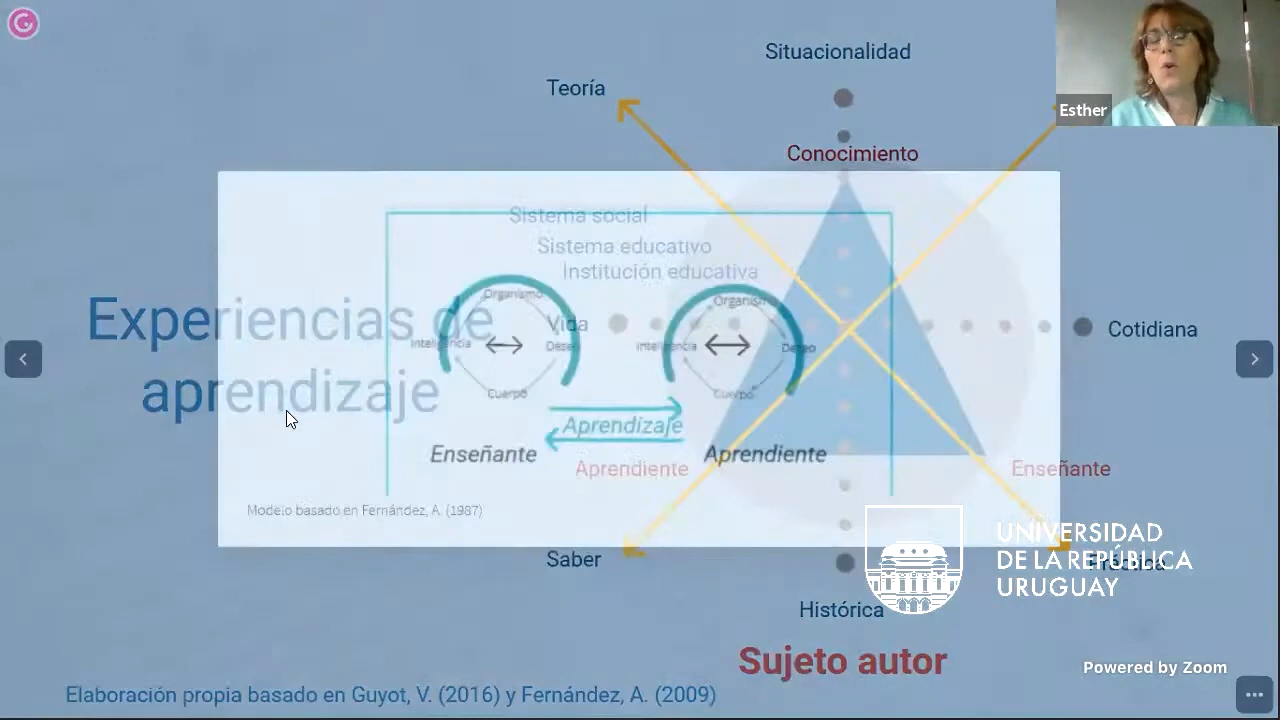 Situacionalidad
Teoría
Esther
Conocimiento
Sistema social
Sistema educativo
Institución educativa
Organismo
Organismo
Experiencias de
aprendizaje
Vida
Cotidiana
Inteligencia
Deseo
Inteligencia
Deseo
Cuerpo
Cuerpo
Aprendizaje
Enseñante
Aprendiente
Aprendiente
Enseñante
Modelo basado en Fernández, A. (1987)
UNIVERSIDAD
DE LA REPÚBLICA
URUGUAY
Saber
Práctica
Histórica
Sujeto autor
Powered by Zoom
Elaboración propia basado en Guyot, V. (2016) y Fernández, A. (2009)